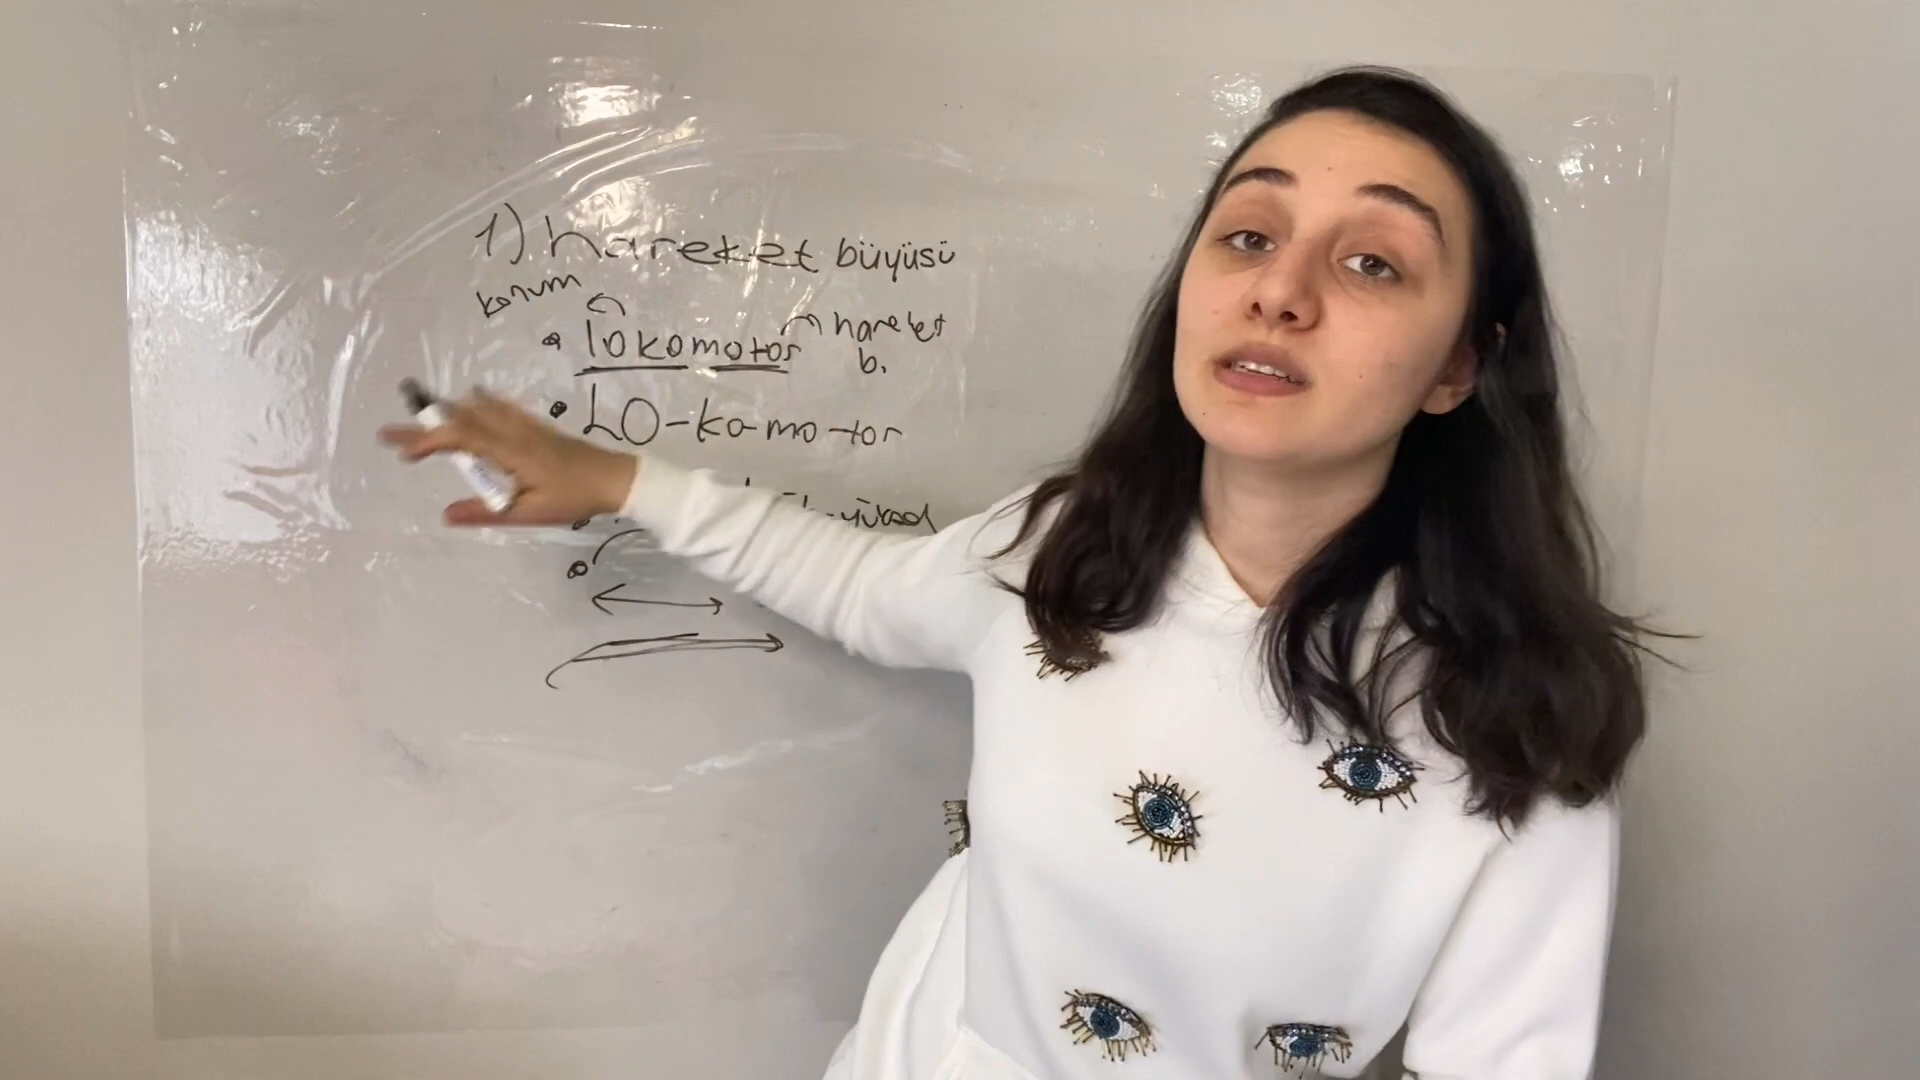 1) hareket büyüsü
konum
• lokomotor hareket
b.
• LO-ko-mo-tor